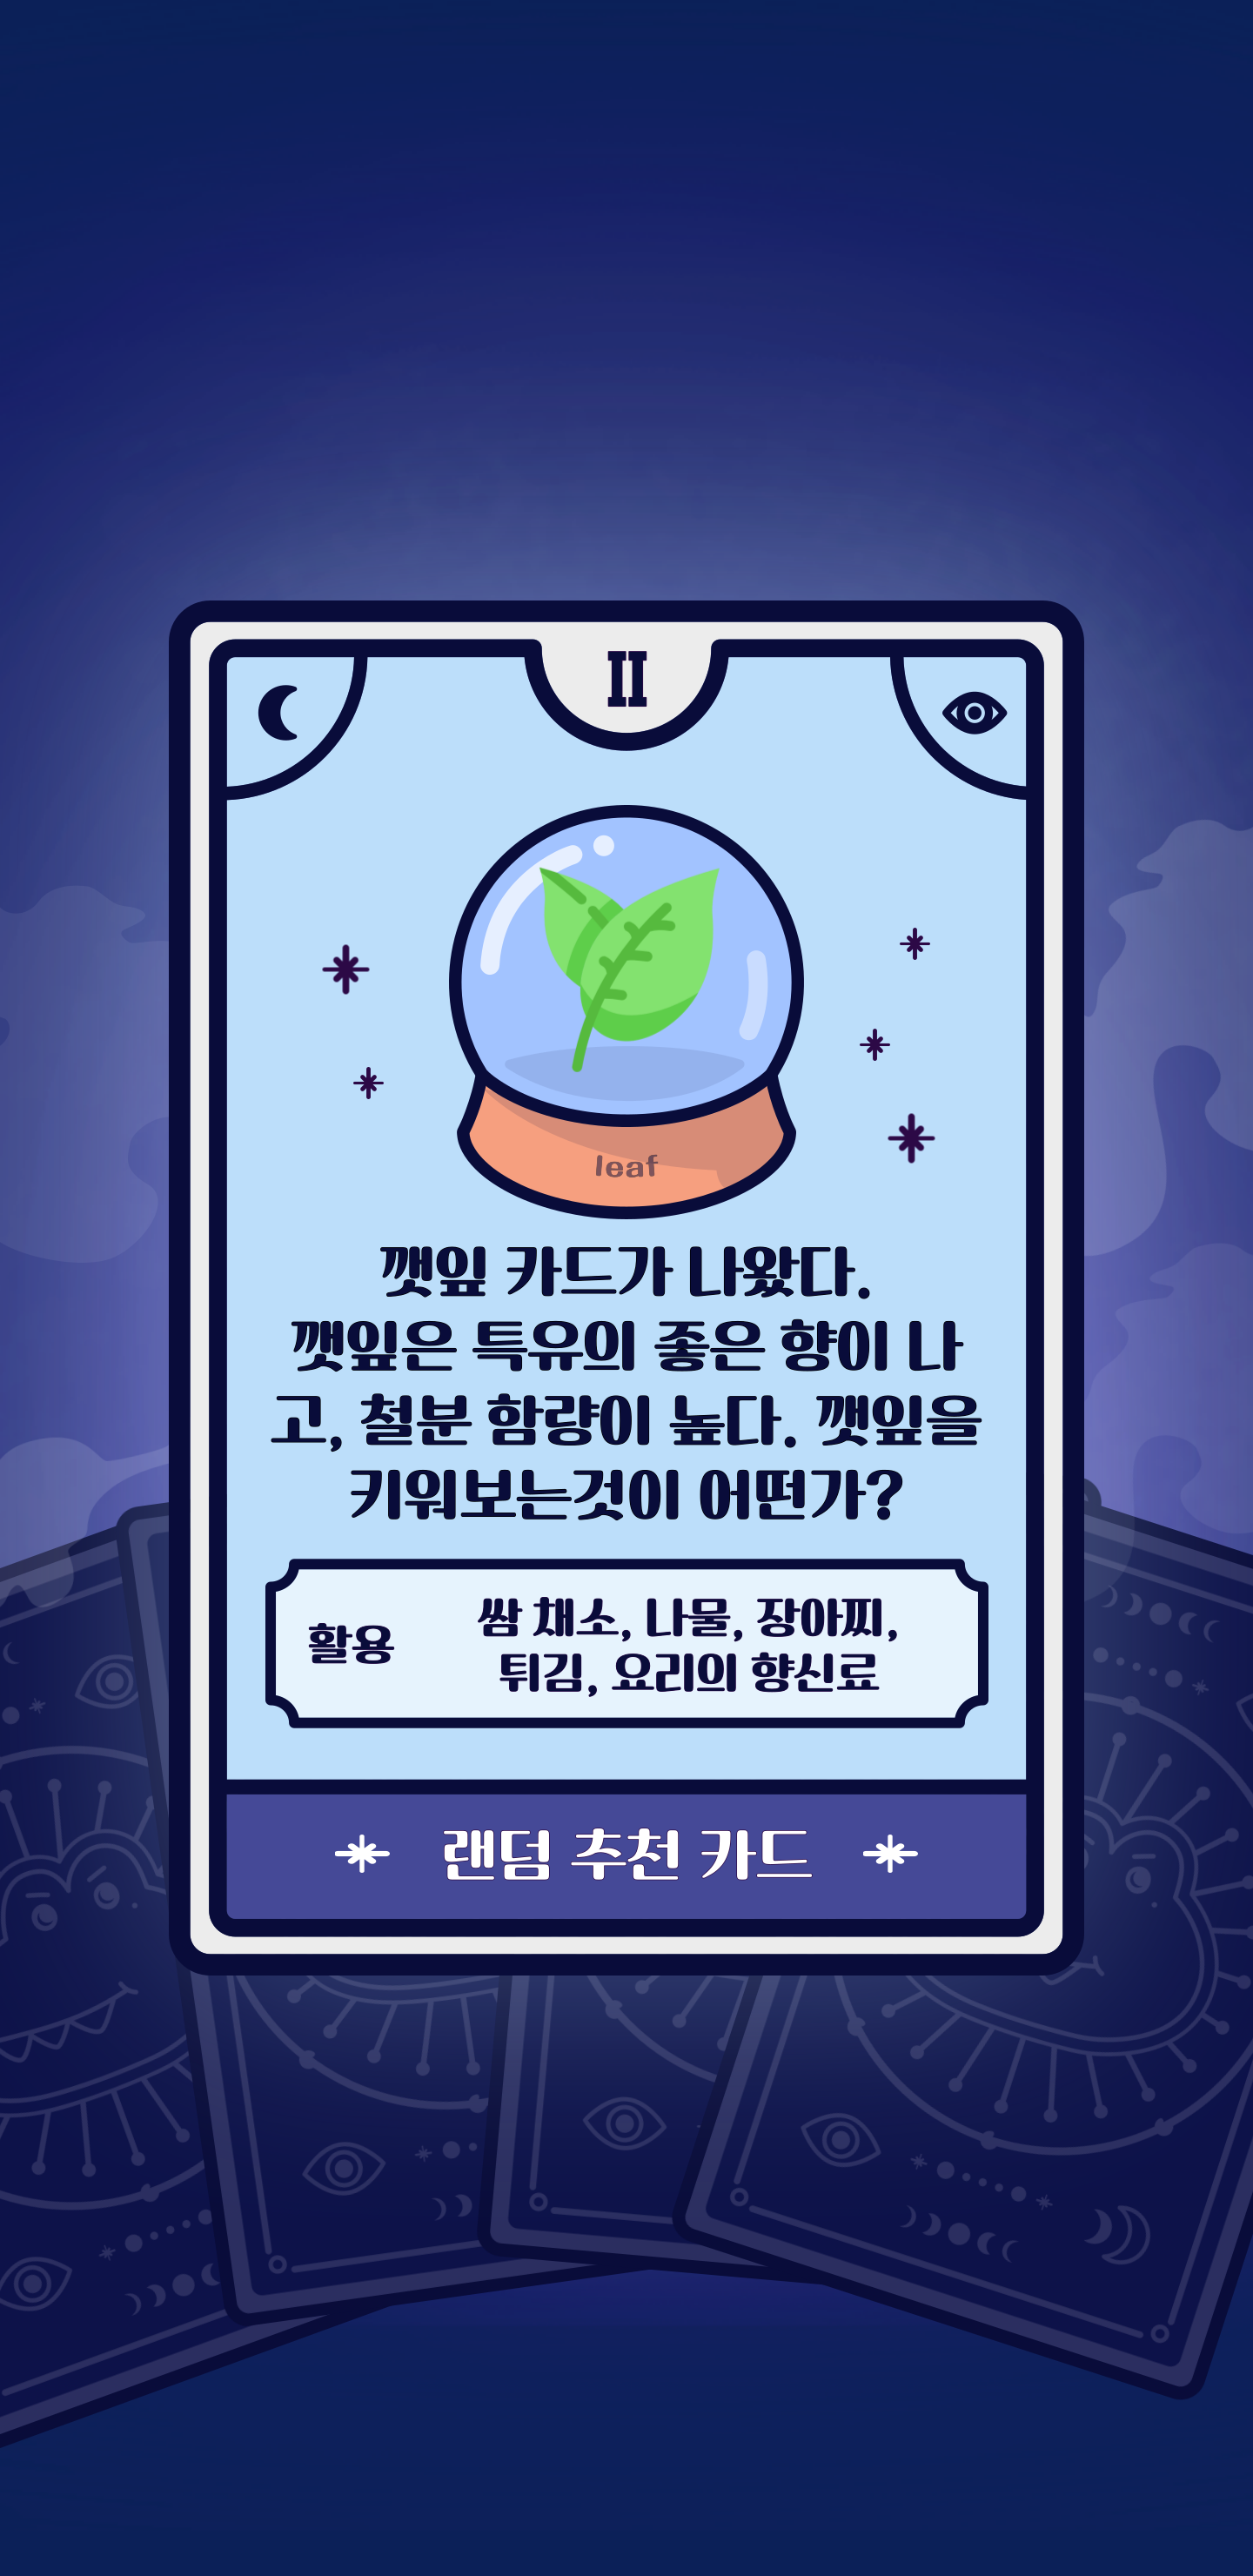 II
leaf
깻잎 카드가 나왔다.
깻잎은 특유의 좋은 향이 나
고, 철분 함량이 높다. 깻잎을
키워보는것이 어떤가?
활용
쌈 채소, 나물, 장아찌,
튀김, 요리의 향신료
랜덤 추천 카드